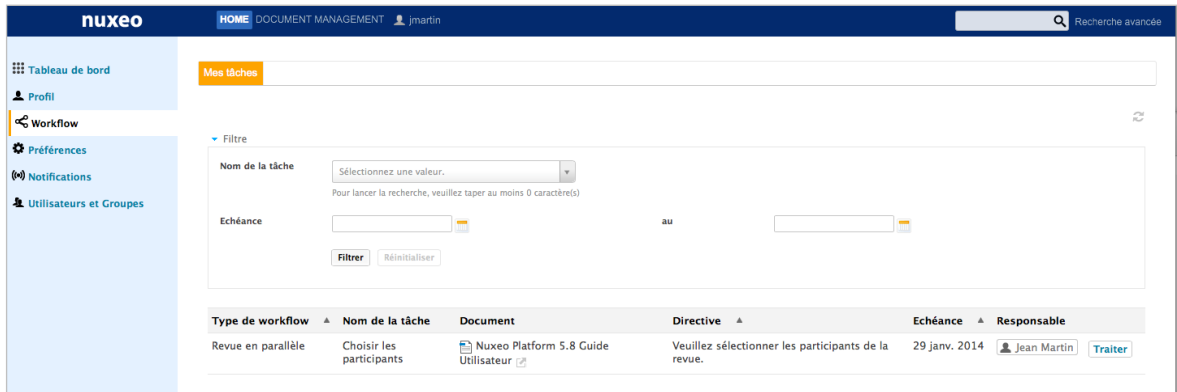 nuxeo
HOME DOCUMENT MANAGEMENT jmartin
Recherche avancée
Tableau de bord
Profil
Workflow
Préférences
Notifications
Utilisateurs et Groupes
Mes tâches
Filtre
Nom de la tâche
Sélectionnez une valeur.
Pour lancer la recherche, veuillez taper au moins 0 caractère(s)
Echéance
au
Filtrer Réinitialiser
Type de workflow Nom de la tâche Document Directive Echéance Responsable
Revue en parallèle Choisir les Nuxeo Platform 5.8 Guide Veuillez sélectionner les participants de la 29 janv. 2014 Jean Martin Traiter
participants Utilisateur revue.